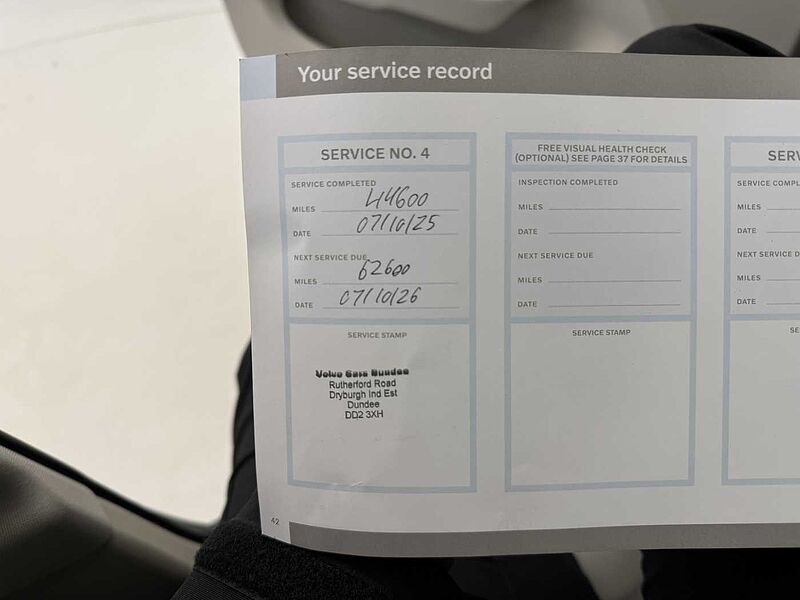 Your service record
SERVICE NO. 4
SERVICE COMPLETED
MILES 44600
DATE 07/10/25
NEXT SERVICE DUE
MILES 62600
DATE 07/10/26
SERVICE STAMP
Volvo Cars Dundee
Rutherford Road
Dryburgh Ind Est
Dundee
DD2 3XH
FREE VISUAL HEALTH CHECK
(OPTIONAL) SEE PAGE 37 FOR DETAILS
INSPECTION COMPLETED
MILES
DATE
NEXT SERVICE DUE
MILES
DATE
SERVICE STAMP
SERV
SERVICE COMPL
MILES
DATE
NEXT SERVICE D
MILES
DATE
SE
42